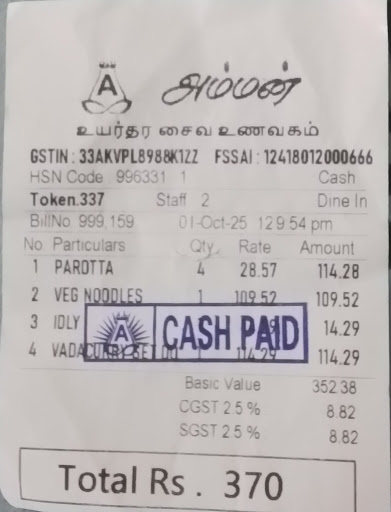 A
அம்மன்
உயர்தர சைவ உணவகம்
GSTIN : 33AKVPL8988K1ZZ FSSAI : 12418012000666
HSN Code 996331 1 Cash
Token.337 Staff 2 Dine In
BillNo 999,159 01-Oct-25 12:9:54 pm
No Particulars Qty. Rate Amount
1 PAROTTA 4 28.57 114.28
2 VEG NOODLES 1 109.52 109.52
3 IDLY 14.29
A CASH PAID
4 114.29 114.29
Basic Value 352.38
CGST 2.5 % 8.82
SGST 2.5 % 8.82
Total Rs . 370